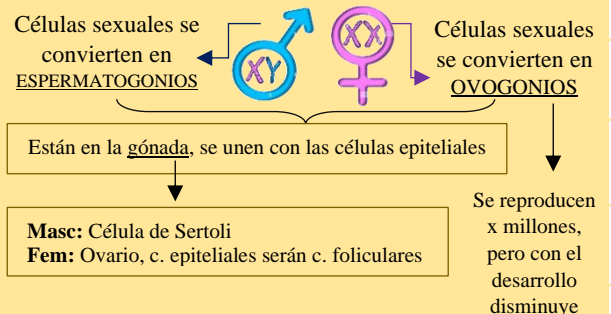 Células sexuales se
convierten en
ESPERMATOGONIOS
XY
XX
Células sexuales
se convierten en
OVOGONIOS
Están en la gónada, se unen con las células epiteliales
Masc: Célula de Sertoli
Fem: Ovario, c. epiteliales serán c. foliculares
Se reproducen
x millones,
pero con el
desarrollo
disminuye